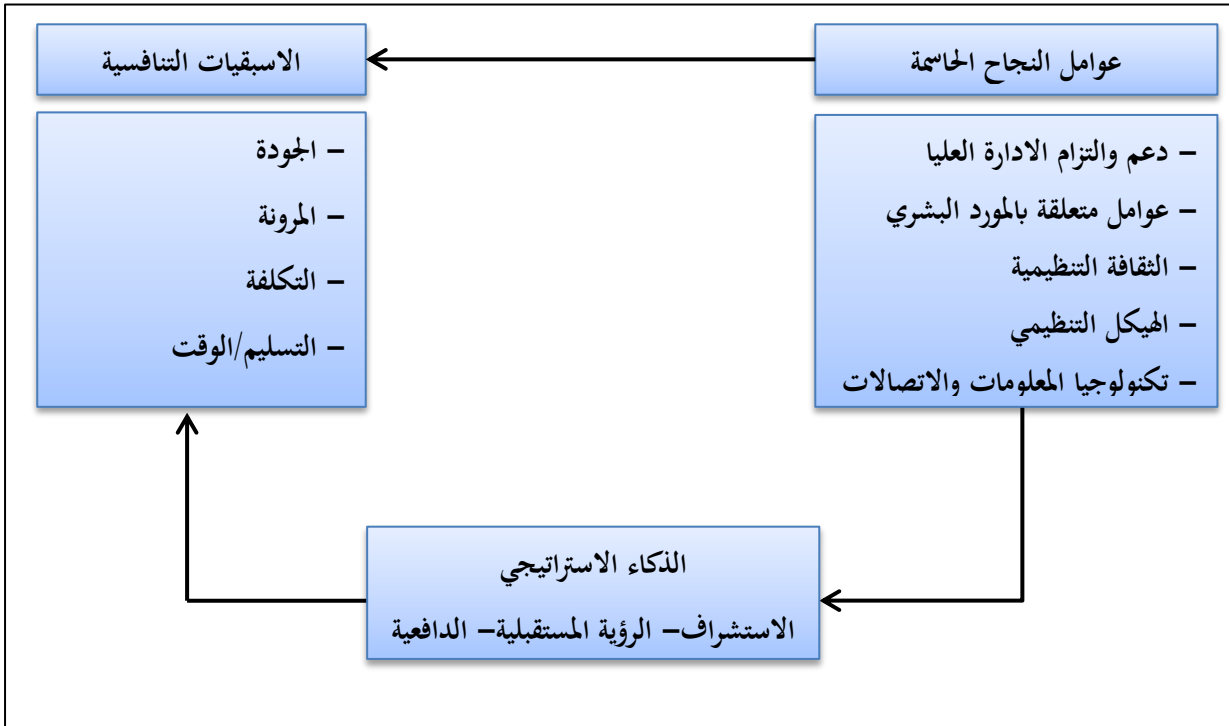 عوامل النجاح الحاسمة
– دعم والتزام الادارة العليا
– عوامل متعلقة بالمورد البشري
– الثقافة التنظيمية
– الهيكل التنظيمي
– تكنولوجيا المعلومات والاتصالات
الاسبقيات التنافسية
– الجودة
– المرونة
– التكلفة
– التسليم/الوقت
الذكاء الاستراتيجي
الاستشراف– الرؤية المستقبلية– الدافعية